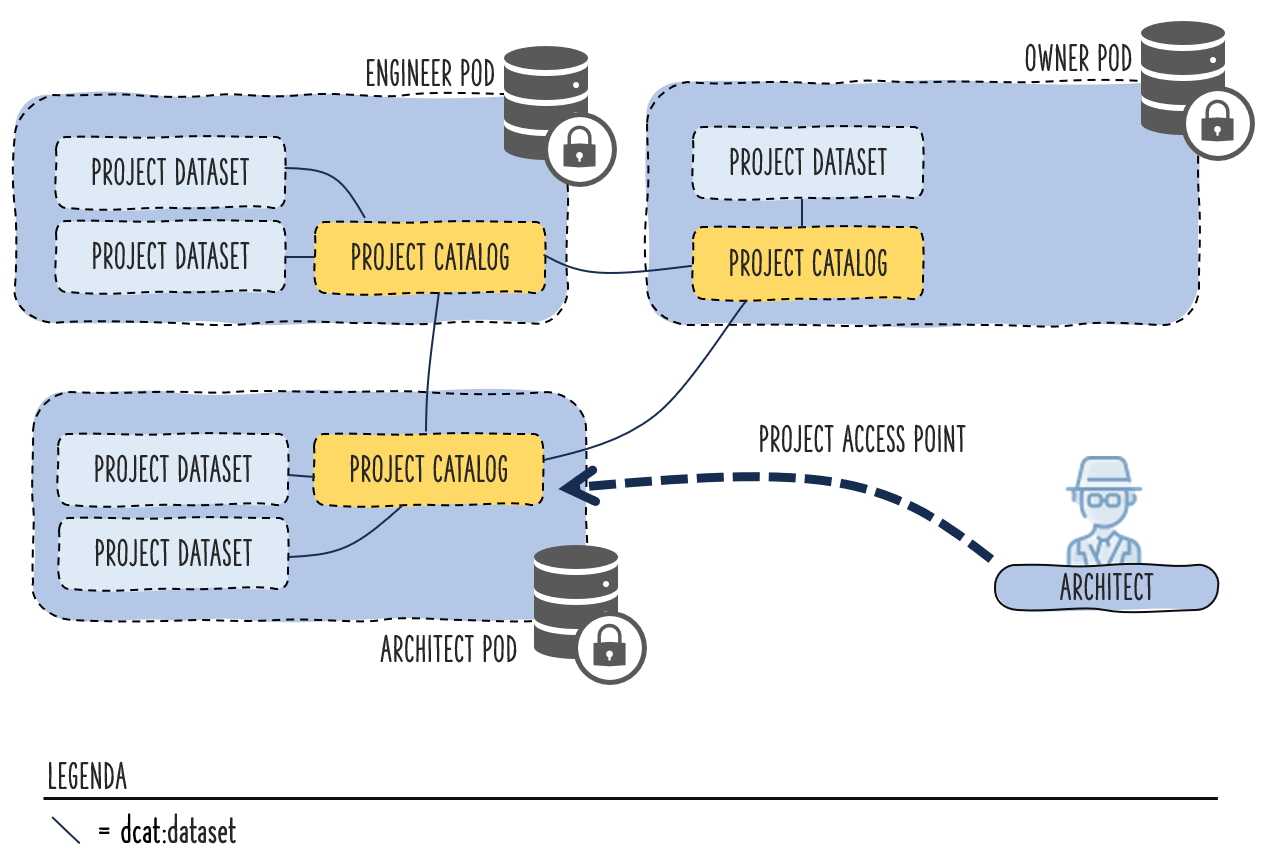 ENGINEER POD
OWNER POD
PROJECT DATASET
PROJECT DATASET
PROJECT CATALOG
PROJECT DATASET
PROJECT CATALOG
PROJECT DATASET
PROJECT CATALOG
PROJECT DATASET
ARCHITECT POD
PROJECT ACCESS POINT
ARCHITECT
LEGENDA
= dcat:dataset